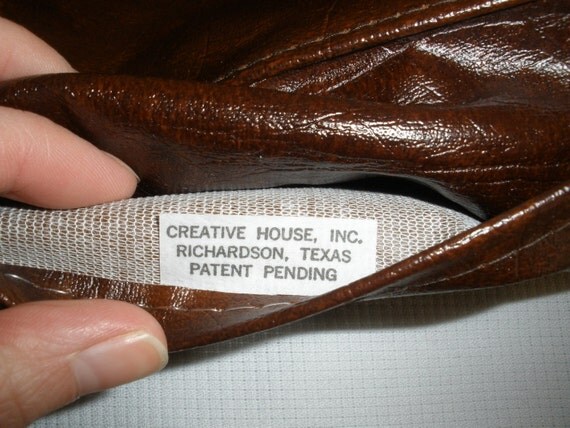 CREATIVE HOUSE, INC.
RICHARDSON, TEXAS
PATENT PENDING